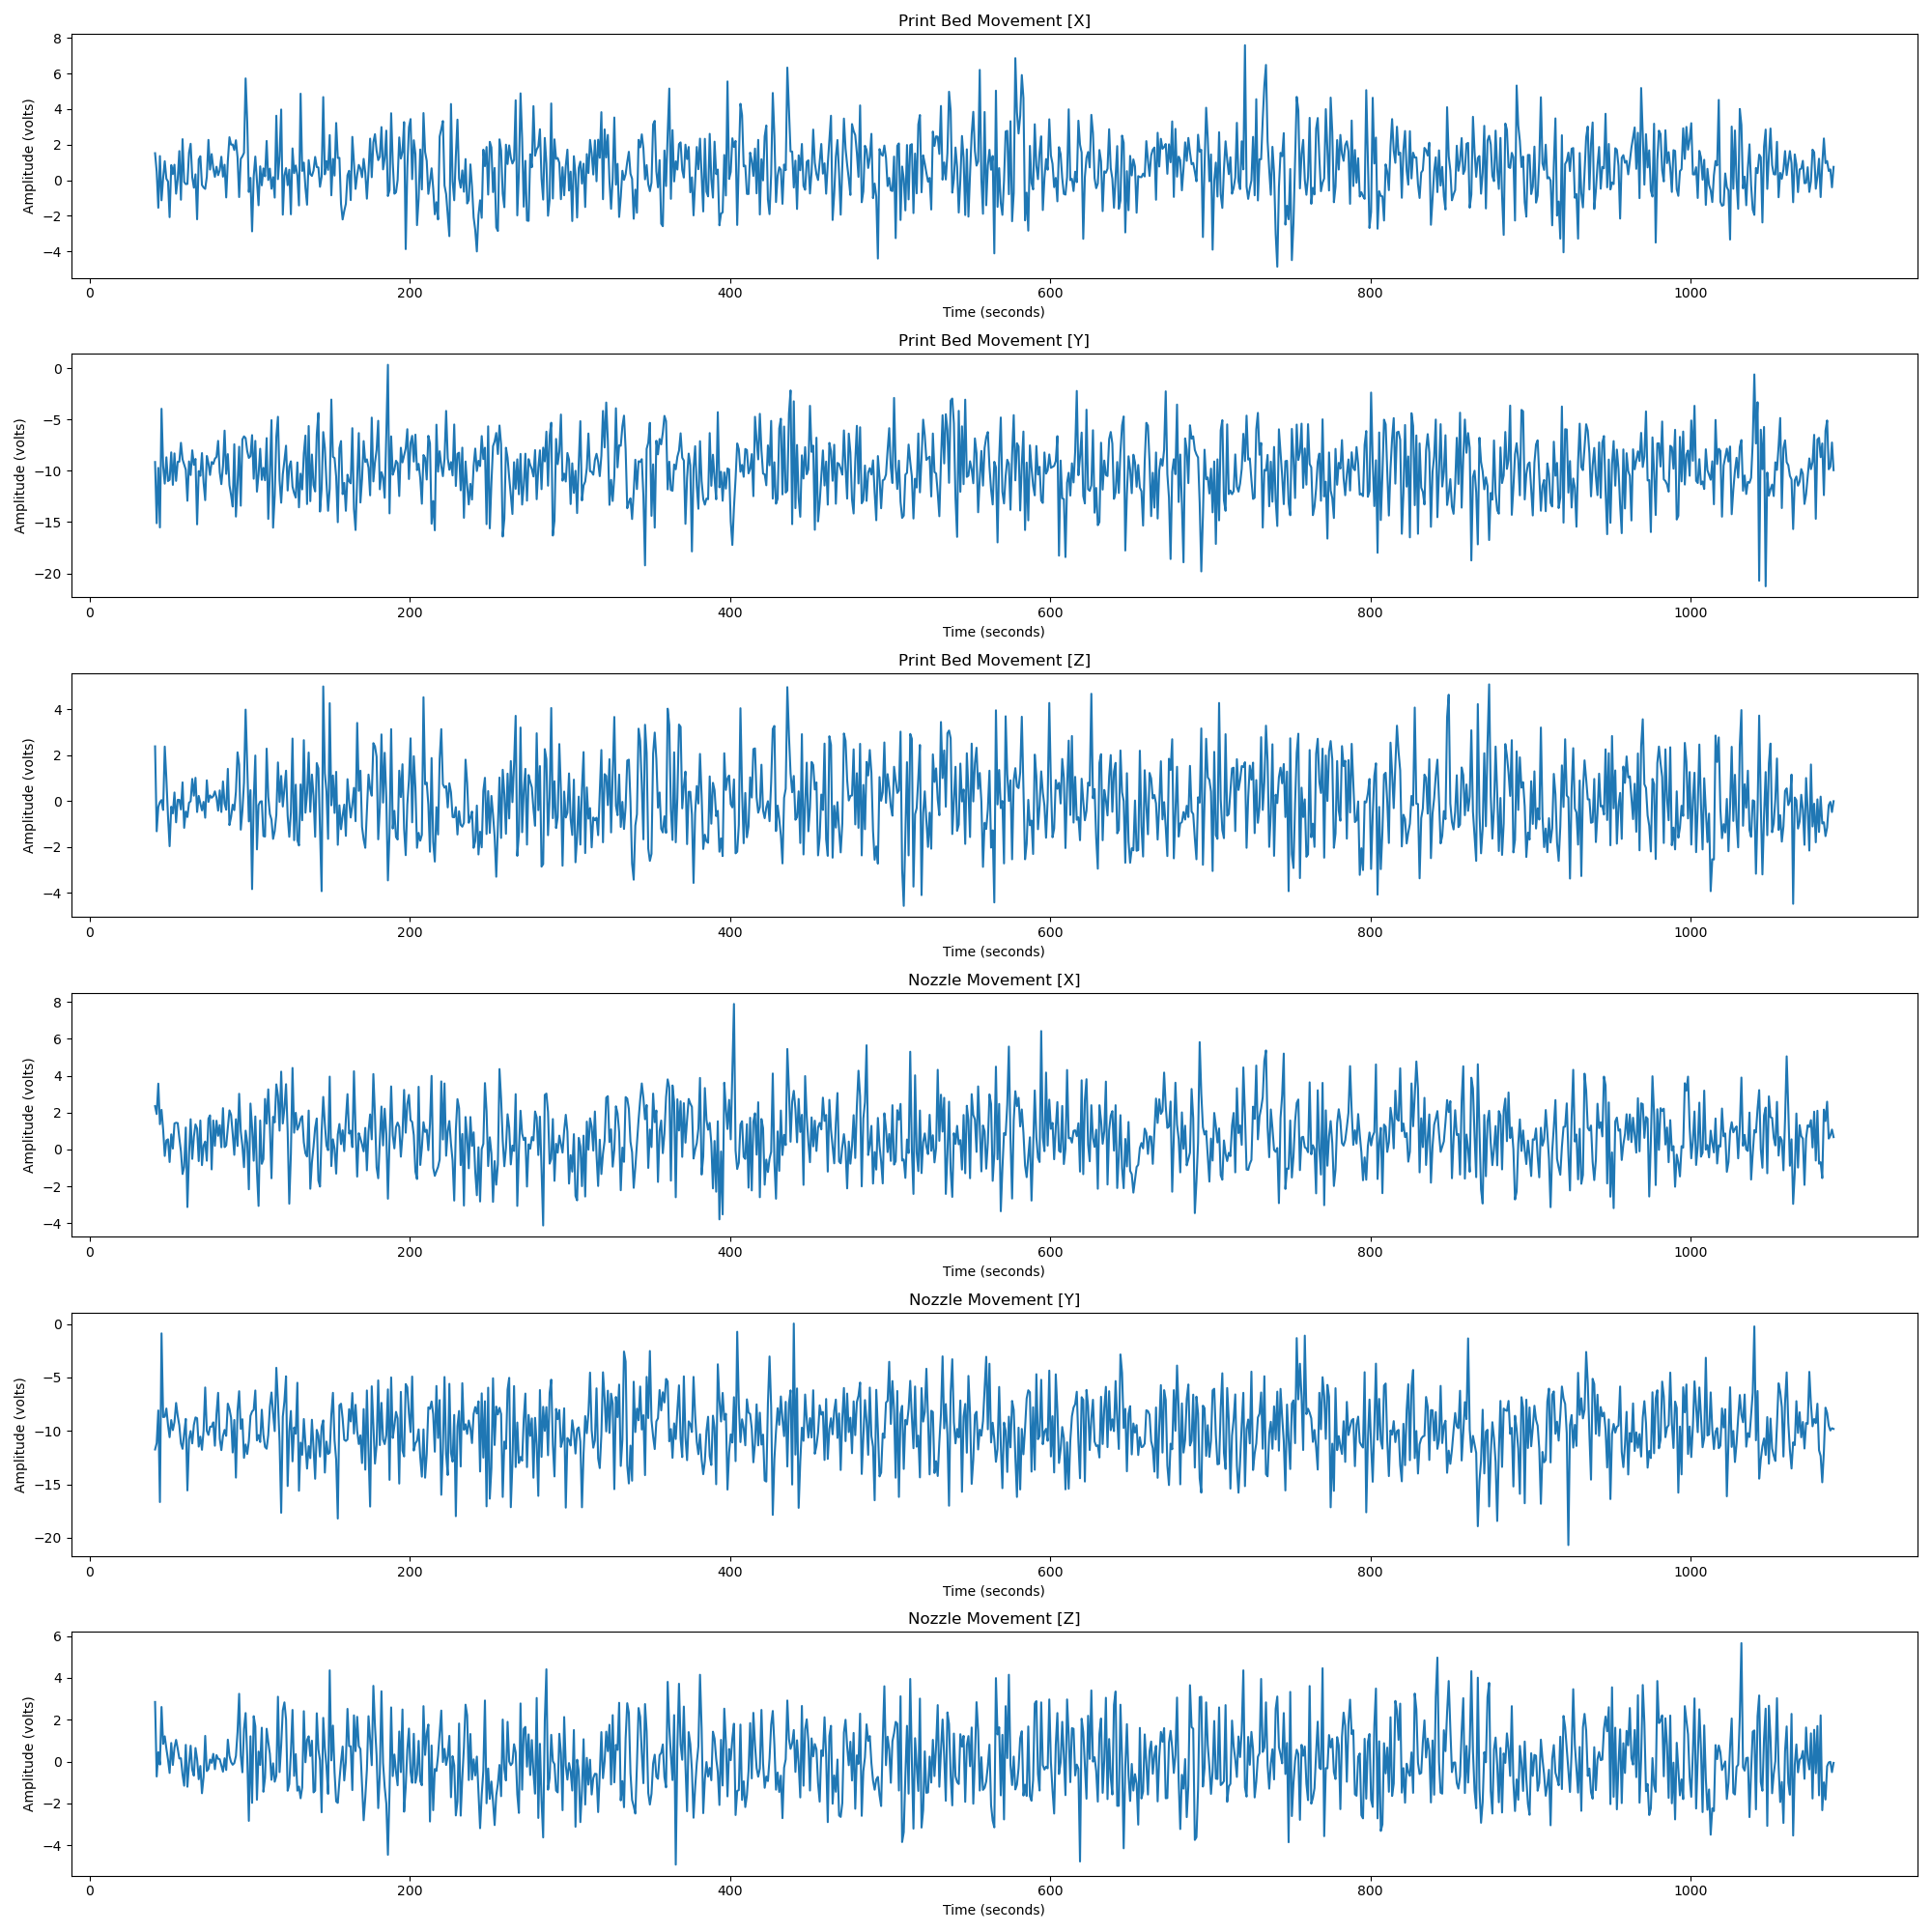 Print Bed Movement [X]
Amplitude (volts)
8
6
4
2
0
−2
−4
0 200 400 600 800 1000
Time (seconds)
Print Bed Movement [Y]
Amplitude (volts)
0
−5
−10
−15
−20
0 200 400 600 800 1000
Time (seconds)
Print Bed Movement [Z]
Amplitude (volts)
4
2
0
−2
−4
0 200 400 600 800 1000
Time (seconds)
Nozzle Movement [X]
Amplitude (volts)
8
6
4
2
0
−2
−4
0 200 400 600 800 1000
Time (seconds)
Nozzle Movement [Y]
Amplitude (volts)
0
−5
−10
−15
−20
0 200 400 600 800 1000
Time (seconds)
Nozzle Movement [Z]
Amplitude (volts)
6
4
2
0
−2
−4
0 200 400 600 800 1000
Time (seconds)